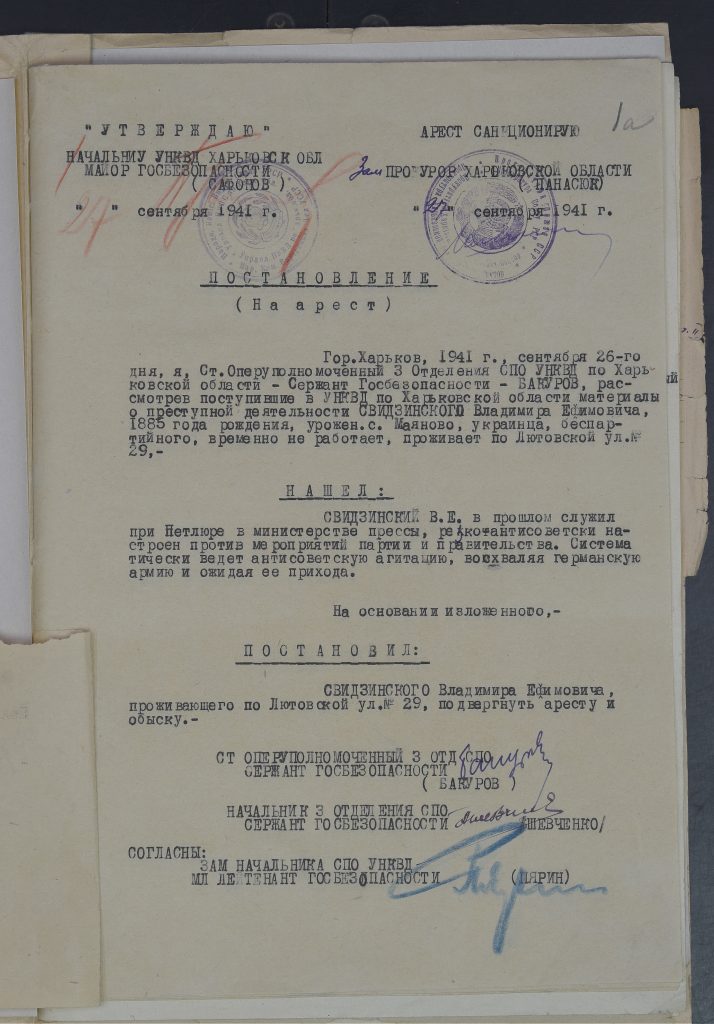 1а
"УТВЕРЖДАЮ"
НАЧАЛЬНИУ УНКВД ХАРЬКОВСК ОБЛ
МАЙОР ГОСБЕЗОПАСНОСТИ
( САФОНОВ )
27
"    " сентября 1941 г.
АРЕСТ САНКЦИОНИРУЮ
Зам ПРОКУРОР ХАРЬКОВСКОЙ ОБЛАСТИ
( ПАНАСЮК)
"27" сентября 1941 г.
ПОСТАНОВЛЕНИЕ
(На арест)
Гор.Харьков, 1941 г., сентября 26-го
дня, я, Ст.Оперуполномоченный 3 Отделения СПО УНКВД по Харь-
ковской области - Сержант Госбезопасности - БАКУРОВ, рас-
смотрев поступившие в УНКВД по Харьковской области материалы
о преступной деятельности СВИДЗИНСКОГО Владимира Ефимовича,
1885 года рождения, урожен.с. Маяново, украинца, беспар-
тийного, временно не работает, проживает по Лютовской ул.№
29,-
НАШЕЛ:
СВИДЗИНСКИЙ В.Е. в прошлом служил
при Петлюре в министерстве прессы, резкоантисоветски на-
строен против мероприятий партии и правительства. Система
тически ведет антисоветскую агитацию, восхваляя германскую
армию и ожидая ее прихода.
На основании изложенного,-
ПОСТАНОВИЛ:
СВИДЗИНСКОГО Владимира Ефимовича,
проживающего по Лютовской ул.№ 29, подвергнуть аресту и
обыску.-
СТ ОПЕРУПОЛНОМОЧЕННЫЙ 3 ОТД СПО
СЕРЖАНТ ГОСБЕЗОПАСНОСТИ
( БАКУРОВ )
НАЧАЛЬНИК 3 ОТДЕЛЕНИЯ СПО
СЕРЖАНТ ГОСБЕЗОПАСНОСТИ /ШЕВЧЕНКО/
СОГЛАСНЫ:
ЗАМ НАЧАЛЬНИКА СПО УНКВД-
МЛ ЛЕЙТЕНАНТ ГОСБЕЗОПАСНОСТИ (ПЯРИН)